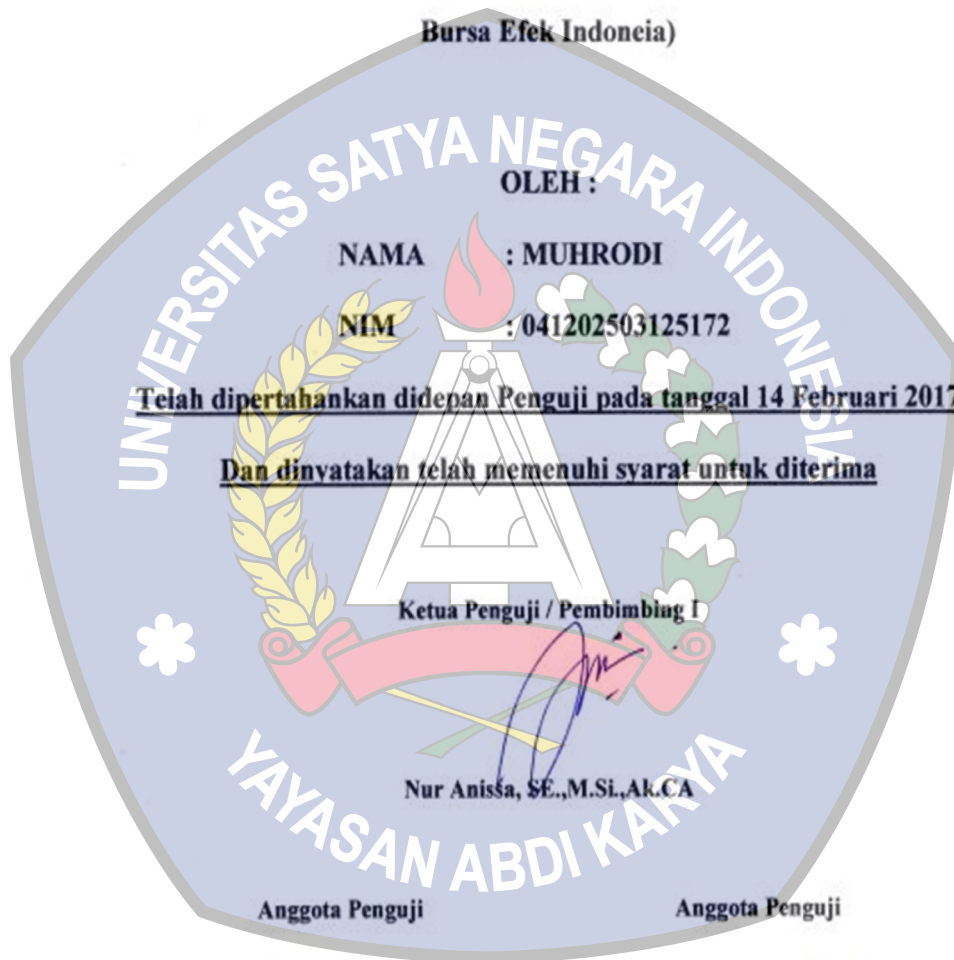 Bursa Efek Indoneia)
UNIVERSITAS SATYA NEGARA INDONESIA
OLEH :
NAMA : MUHRODI
NIM : 041202503125172
Telah dipertahankan didepan Penguji pada tanggal 14 Februari 2017
Dan dinyatakan telah memenuhi syarat untuk diterima
Ketua Penguji / Pembimbing I
Nur Anissa, SE.,M.Si.,Ak.CA
YAYASAN ABDI KARYA
Anggota Penguji Anggota Penguji